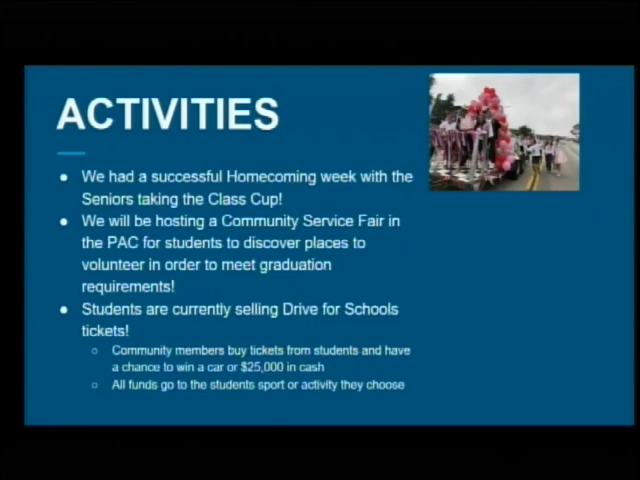 ACTIVITIES
● We had a successful Homecoming week with the
Seniors taking the Class Cup!
● We will be hosting a Community Service Fair in
the PAC for students to discover places to
volunteer in order to meet graduation
requirements!
● Students are currently selling Drive for Schools
tickets!
○ Community members buy tickets from students and have
a chance to win a car or $25,000 in cash
○ All funds go to the students sport or activity they choose